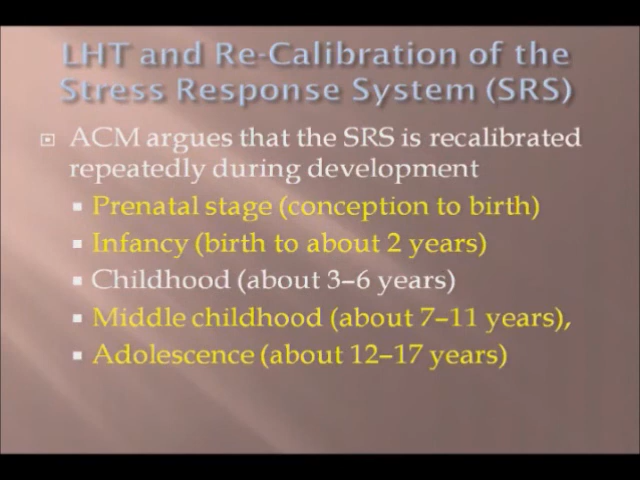 LHT and Re-Calibration of the
Stress Response System (SRS)
ACM argues that the SRS is recalibrated
repeatedly during development
Prenatal stage (conception to birth)
Infancy (birth to about 2 years)
Childhood (about 3–6 years)
Middle childhood (about 7–11 years),
Adolescence (about 12–17 years)